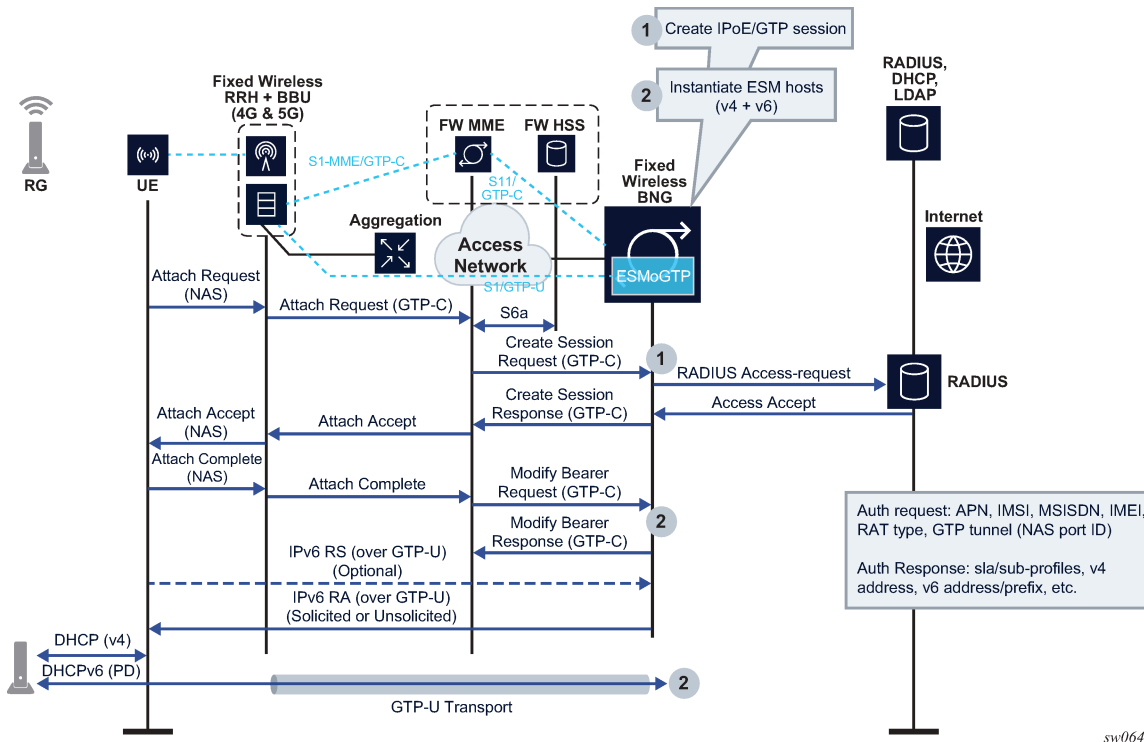 1
Create IPoE/GTP session
2
Instantiate ESM hosts
(v4 + v6)
RADIUS,
DHCP,
LDAP
Fixed Wireless
RRH + BBU
(4G & 5G)
FW MME
FW HSS
RG
UE
S1-MME/GTP-C
S11/
GTP-C
Fixed
Wireless
BNG
Internet
Aggregation
Access
Network
ESMoGTP
S1/GTP-U
Attach Request
(NAS)
Attach Request (GTP-C)
S6a
Create Session
Request (GTP-C)
1
RADIUS Access-request
RADIUS
Create Session
Response (GTP-C)
Access Accept
Attach Accept
(NAS)
Attach Accept
Attach Complete
(NAS)
Attach Complete
Modify Bearer
Request (GTP-C)
2
Modify Bearer
Response (GTP-C)
Auth request: APN, IMSI, MSISDN, IMEI,
RAT type, GTP tunnel (NAS port ID)
Auth Response: sla/sub-profiles, v4
address, v6 address/prefix, etc.
IPv6 RS (over GTP-U)
(Optional)
IPv6 RA (over GTP-U)
(Solicited or Unsolicited)
DHCP (v4)
DHCPv6 (PD)
2
GTP-U Transport
sw064